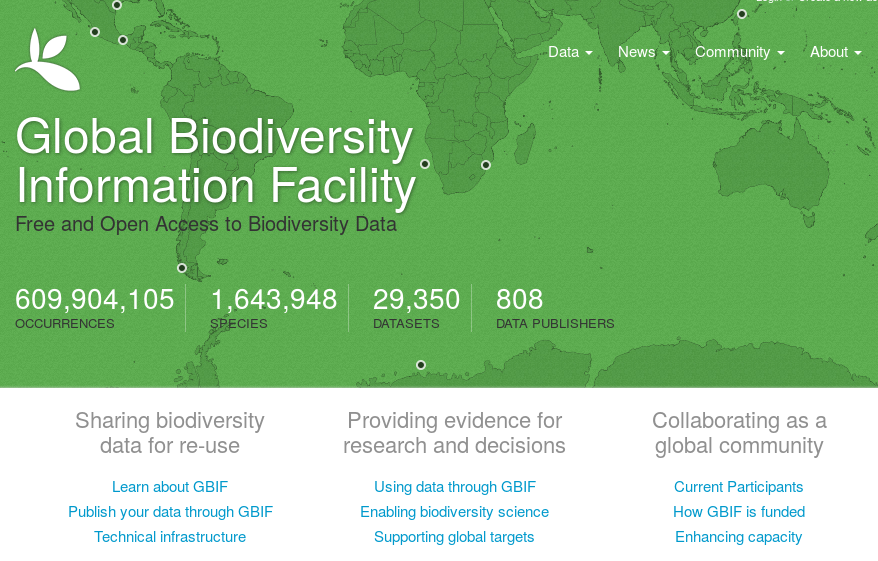 Data News Community About
Global Biodiversity
Information Facility
Free and Open Access to Biodiversity Data
609,904,105 1,643,948 29,350 808
OCCURRENCES SPECIES DATASETS DATA PUBLISHERS
Sharing biodiversity
data for re-use
Learn about GBIF
Publish your data through GBIF
Technical infrastructure
Providing evidence for
research and decisions
Using data through GBIF
Enabling biodiversity science
Supporting global targets
Collaborating as a
global community
Current Participants
How GBIF is funded
Enhancing capacity